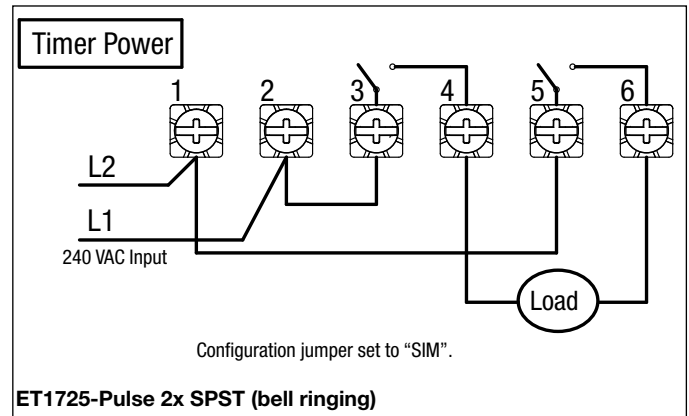 Timer Power
1 2 3 4 5 6
L2
L1
240 VAC Input
Load
Configuration jumper set to “SIM”.
ET1725-Pulse 2x SPST (bell ringing)